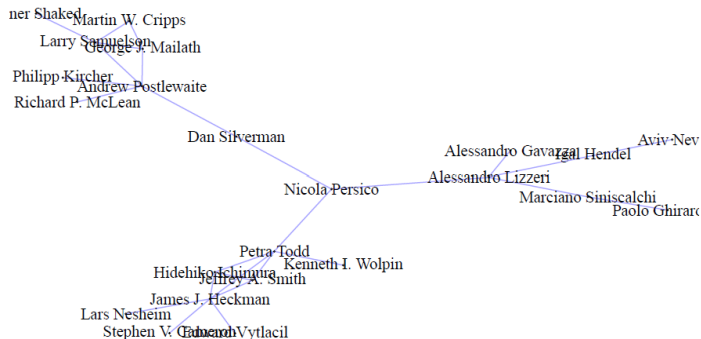 ner Shaked
Martin W. Cripps
Larry Samuelson
George J. Mailath
Philipp Kircher
Andrew Postlewaite
Richard P. McLean
Dan Silverman
Alessandro Gavazza
Igal Hendel
Aviv Nev
Nicola Persico
Alessandro Lizzeri
Marciano Siniscalchi
Paolo Ghirard
Petra Todd
Hidehiko Ichimura
Kenneth I. Wolpin
Jeffrey A. Smith
James J. Heckman
Lars Nesheim
Stephen V. Cameron
Edward Vytlacil